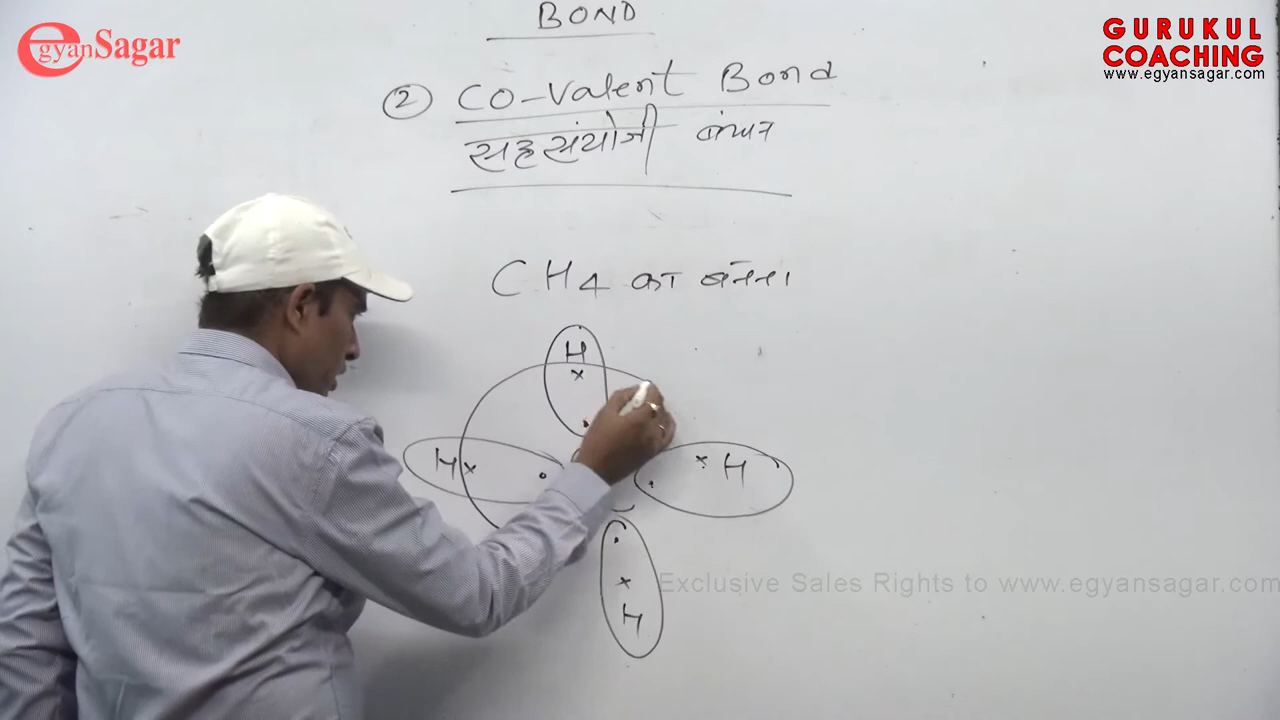 egyanSagar
GURUKUL
COACHING
www.egyansagar.com
BOND
② CO-Valent Bond
सहसंयोजी बंधन
CH4 का बनना
H
×
H× ×H
×
H
Exclusive Sales Rights to www.egyansagar.com